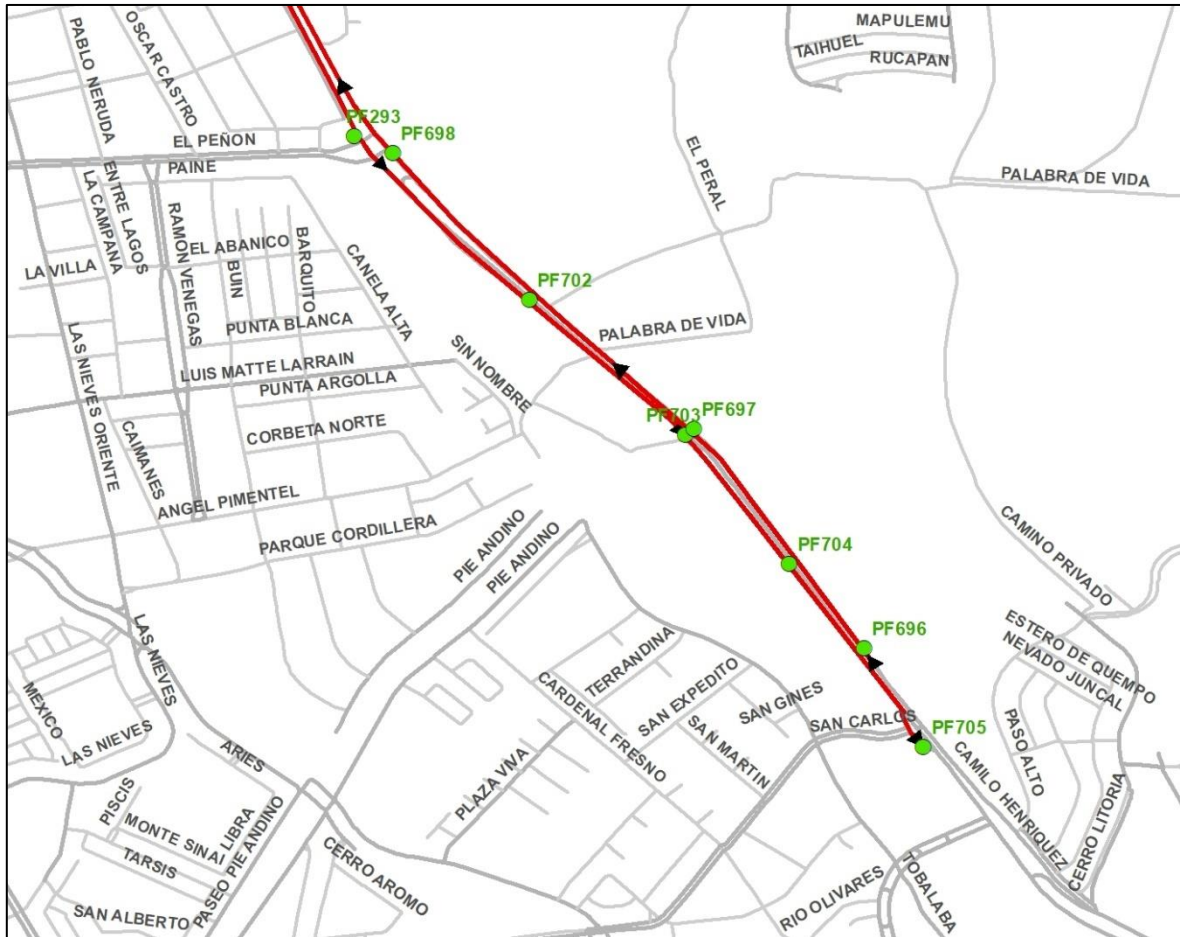 MAPULEMU
TAIHUEL
RUCAPAN
PABLO NERUDA
OSCAR CASTRO
PF293
PF698
EL PEÑON
PAINE
EL PERAL
PALABRA DE VIDA
ENTRE LAGOS
LA CAMPANA
RAMON VENEGAS
EL ABANICO
BUIN
BARQUITO
CANELA ALTA
LA VILLA
PF702
PUNTA BLANCA
PALABRA DE VIDA
LAS NIEVES ORIENTE
LUIS MATTE LARRAIN
SIN NOMBRE
PUNTA ARGOLLA
CAIMANES
CORBETA NORTE
PF703
PF697
ANGEL PIMENTEL
PARQUE CORDILLERA
PIE ANDINO
PIE ANDINO
PF704
CAMINO PRIVADO
LAS NIEVES
PF696
ESTERO DE QUEMPO
NEVADO JUNCAL
TERRANDINA
CARDENAL FRESNO
SAN EXPEDITO
SAN GINES
SAN MARTIN
SAN CARLOS
PF705
MEXICO
LAS NIEVES
ARIES
PLAZA VIVA
CAMILO HENRIQUEZ
PASO ALTO
CERRO LITORIA
PISCIS
MONTE SINAI
LIBRA
TARSIS
PASEO PIE ANDINO
CERRO AROMO
SAN ALBERTO
RIO OLIVARES
TOBALABA